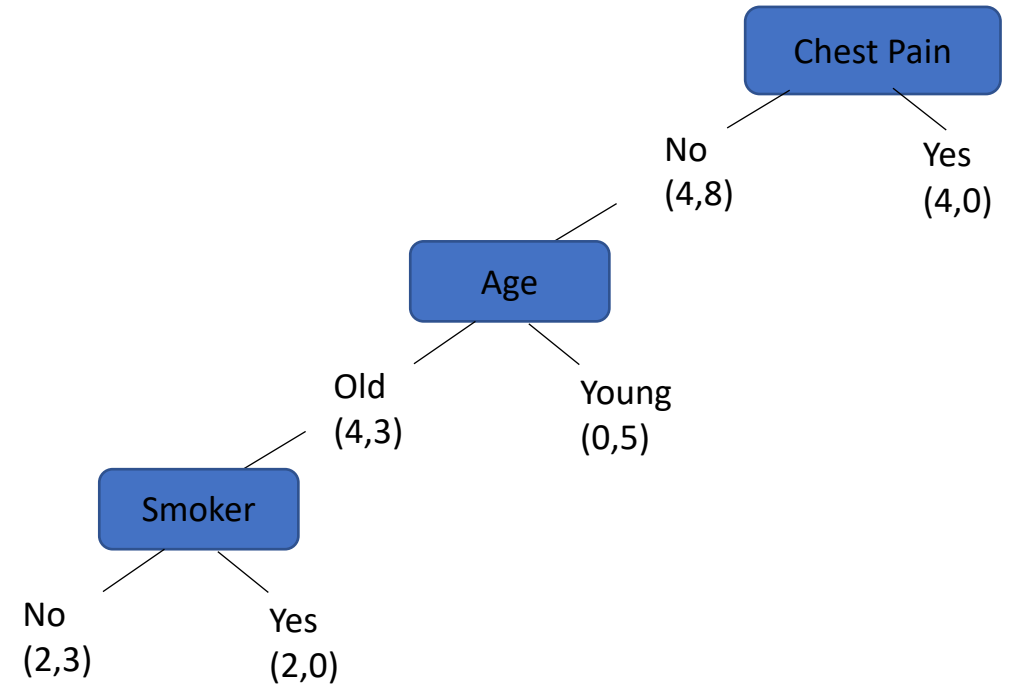 Chest Pain
No
(4,8)
Yes
(4,0)
Age
Old
(4,3)
Young
(0,5)
Smoker
No
(2,3)
Yes
(2,0)